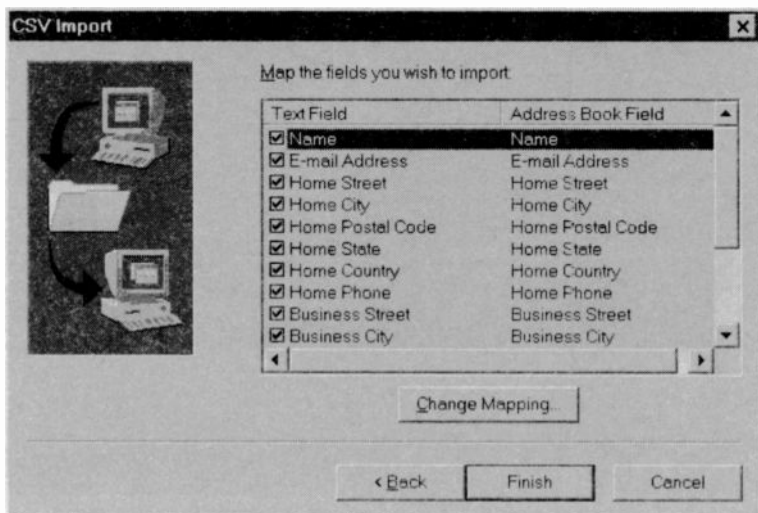 CSV Import
Map the fields you wish to import:
Text Field Address Book Field
Name Name
E-mail Address E-mail Address
Home Street Home Street
Home City Home City
Home Postal Code Home Postal Code
Home State Home State
Home Country Home Country
Home Phone Home Phone
Business Street Business Street
Business City Business City
Change Mapping...
< Back Finish Cancel